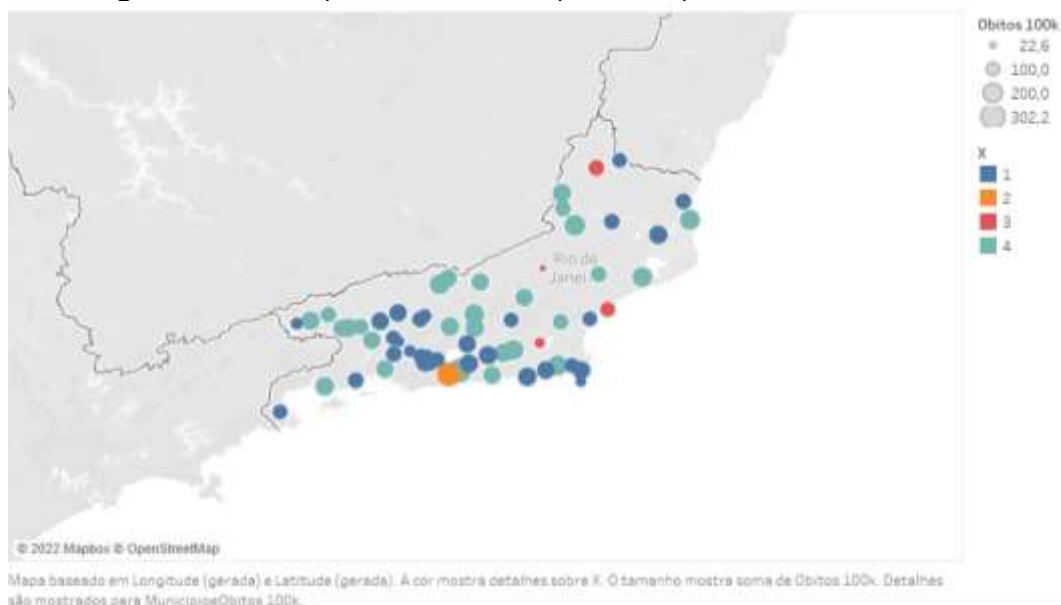 Óbitos 100k
22,6
100,0
200,0
302,2
X
1
2
3
4
Rio de
Janei
© 2022 Mapbox © OpenStreetMap
Mapa baseado em Longitude (gerada) e Latitude (gerada). A cor mostra detalhes sobre X. O tamanho mostra soma de Óbitos 100k. Detalhes
são mostrados para MunicipioeObitos 100k.